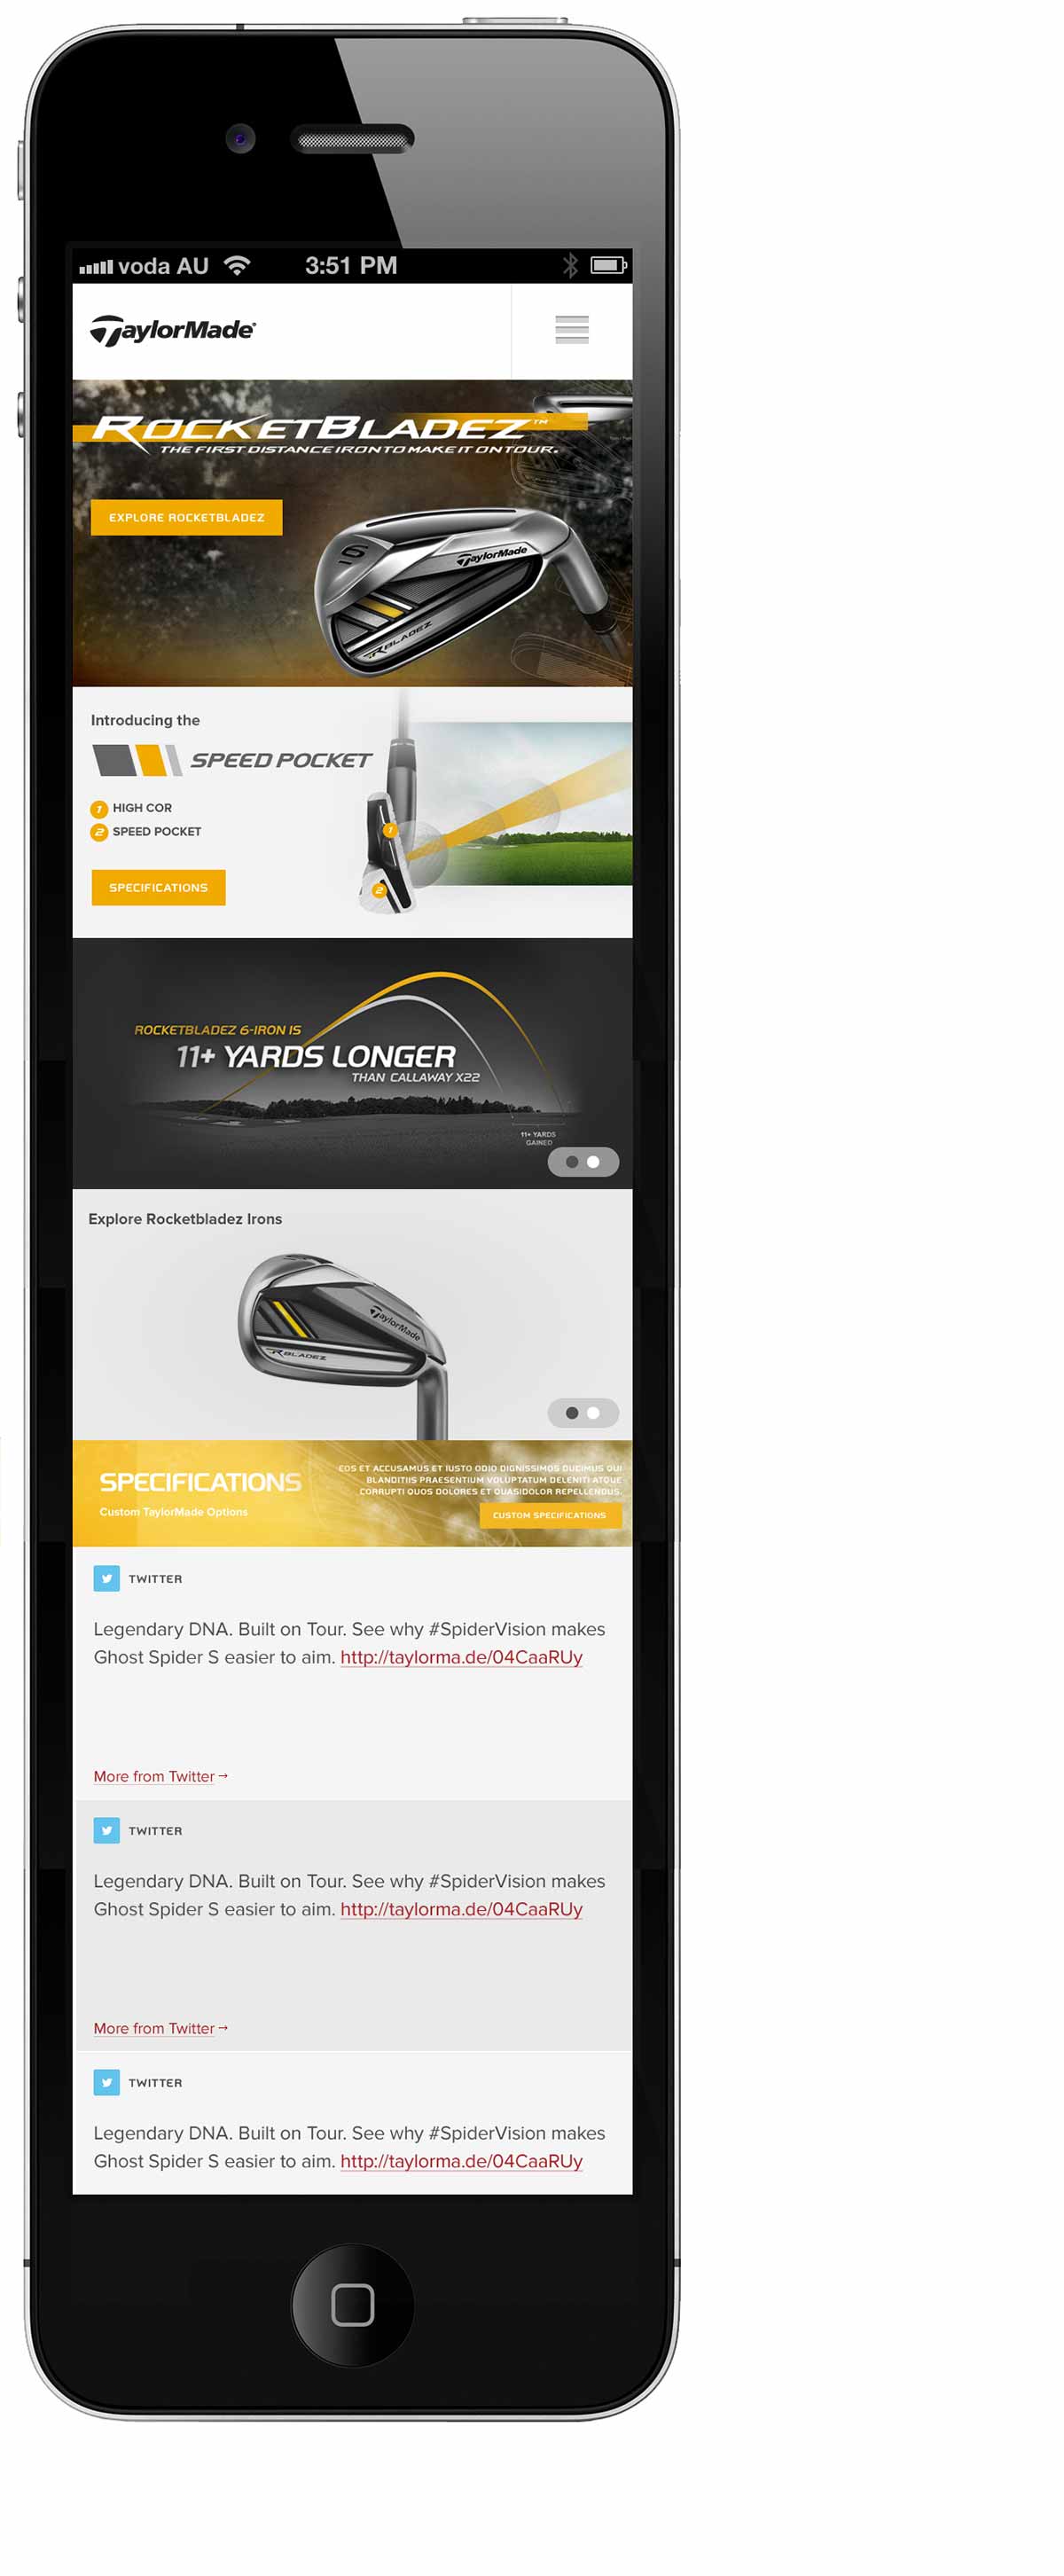 voda AU 3:51 PM
TaylorMade
ROCKETBLADEZ™
THE FIRST DISTANCE IRON TO MAKE IT ON TOUR.
EXPLORE ROCKETBLADEZ
6
TaylorMade
RBLADEZ
Introducing the
SPEED POCKET
1 HIGH COR
2 SPEED POCKET
1
2
SPECIFICATIONS
ROCKETBLADEZ 6-IRON IS
11+ YARDS LONGER
THAN CALLAWAY X22
11+ YARDS
GAINED
Explore Rocketbladez Irons
TaylorMade
RBLADEZ
SPECIFICATIONS
Custom TaylorMade Options
EOS ET ACCUSAMUS ET IUSTO ODIO DIGNISSIMOS DUCIMUS QUI
BLANDITIIS PRAESENTIUM VOLUPTATUM DELENITI ATQUE
CORRUPTI QUOS DOLORES ET QUASIDOLOR REPELLENDUS.
CUSTOM SPECIFICATIONS
TWITTER
Legendary DNA. Built on Tour. See why #SpiderVision makes
Ghost Spider S easier to aim. http://taylorma.de/04CaaRUy
More from Twitter →
TWITTER
Legendary DNA. Built on Tour. See why #SpiderVision makes
Ghost Spider S easier to aim. http://taylorma.de/04CaaRUy
More from Twitter →
TWITTER
Legendary DNA. Built on Tour. See why #SpiderVision makes
Ghost Spider S easier to aim. http://taylorma.de/04CaaRUy